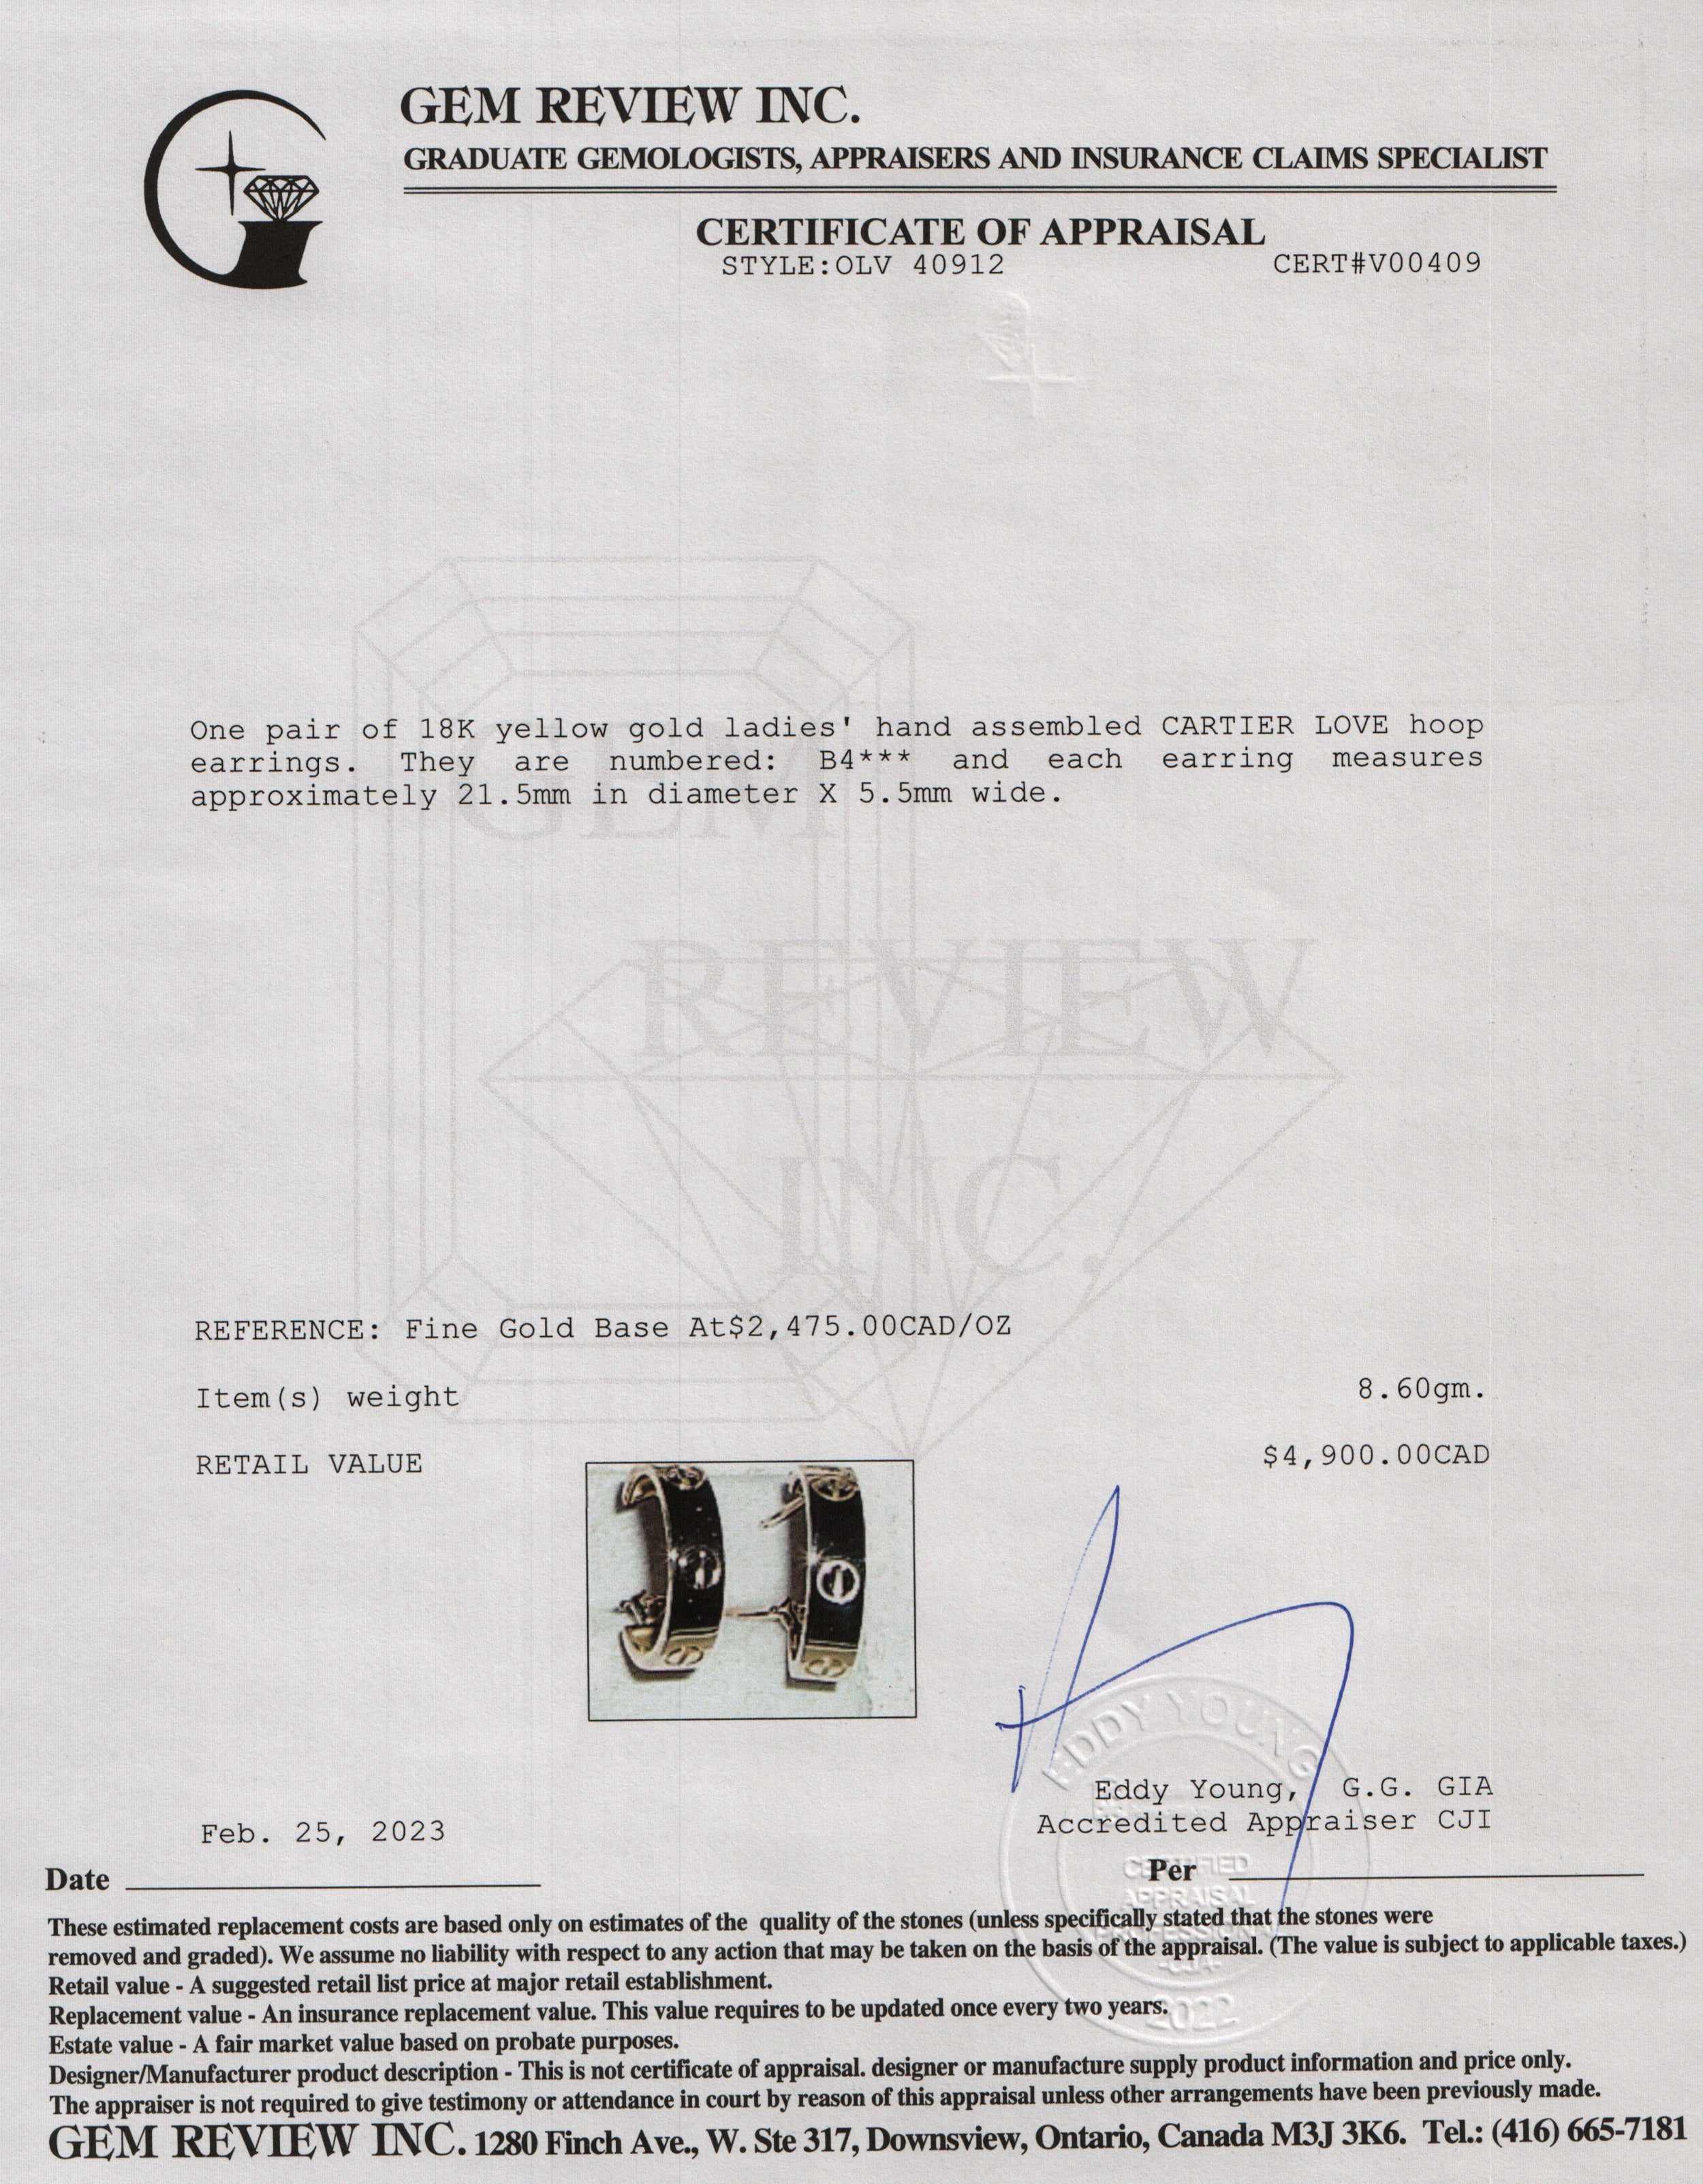 GEM REVIEW INC.
GRADUATE GEMOLOGISTS, APPRAISERS AND INSURANCE CLAIMS SPECIALIST
CERTIFICATE OF APPRAISAL
STYLE:OLV 40912 CERT#V00409
One pair of 18K yellow gold ladies' hand assembled CARTIER LOVE hoop
earrings. They are numbered: B4*** and each earring measures
approximately 21.5mm in diameter X 5.5mm wide.
GEM
REVIEW
INC.
REFERENCE: Fine Gold Base At$2,475.00CAD/OZ
Item(s) weight 8.60gm.
RETAIL VALUE $4,900.00CAD
EDDY YOUNG
Eddy Young, G.G. GIA
Accredited Appraiser CJI
Feb. 25, 2023
CERTIFIED
Date Per
APPRAISAL
These estimated replacement costs are based only on estimates of the quality of the stones (unless specifically stated that the stones were
removed and graded). We assume no liability with respect to any action that may be taken on the basis of the appraisal. (The value is subject to applicable taxes.)
Retail value - A suggested retail list price at major retail establishment.
Replacement value - An insurance replacement value. This value requires to be updated once every two years.
2022
Estate value - A fair market value based on probate purposes.
Designer/Manufacturer product description - This is not certificate of appraisal. designer or manufacture supply product information and price only.
The appraiser is not required to give testimony or attendance in court by reason of this appraisal unless other arrangements have been previously made.
GEM REVIEW INC. 1280 Finch Ave., W. Ste 317, Downsview, Ontario, Canada M3J 3K6. Tel.: (416) 665-7181